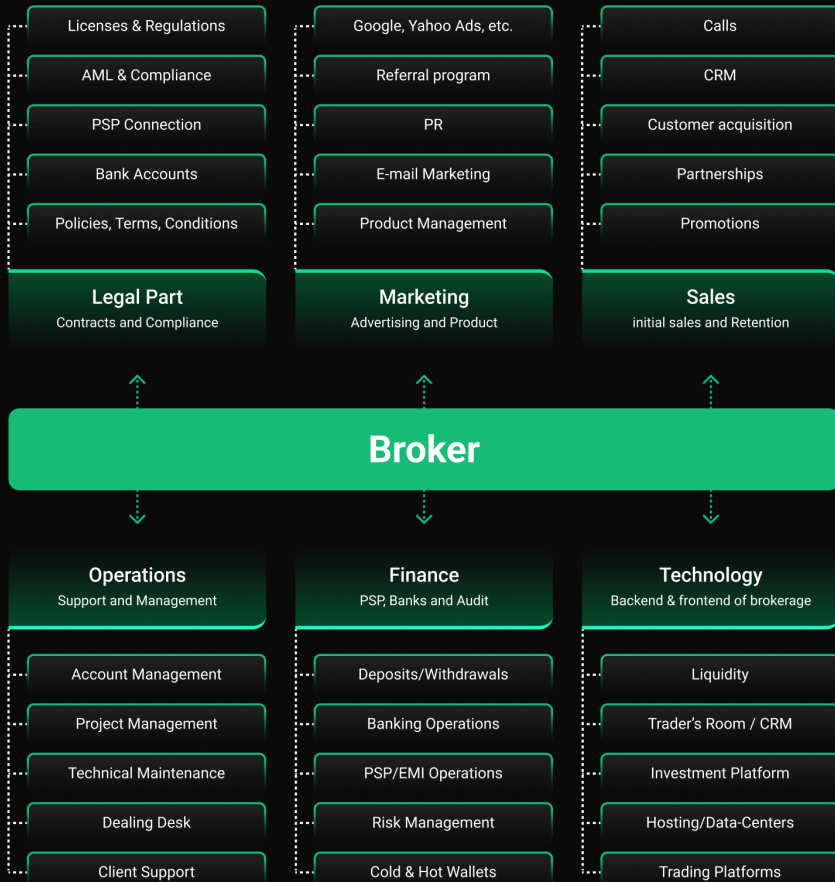 Licenses & Regulations
AML & Compliance
PSP Connection
Bank Accounts
Policies, Terms, Conditions
Legal Part
Contracts and Compliance
Google, Yahoo Ads, etc.
Referral program
PR
E-mail Marketing
Product Management
Marketing
Advertising and Product
Calls
CRM
Customer acquisition
Partnerships
Promotions
Sales
initial sales and Retention
Broker
Operations
Support and Management
Account Management
Project Management
Technical Maintenance
Dealing Desk
Client Support
Finance
PSP, Banks and Audit
Deposits/Withdrawals
Banking Operations
PSP/EMI Operations
Risk Management
Cold & Hot Wallets
Technology
Backend & frontend of brokerage
Liquidity
Trader's Room / CRM
Investment Platform
Hosting/Data-Centers
Trading Platforms